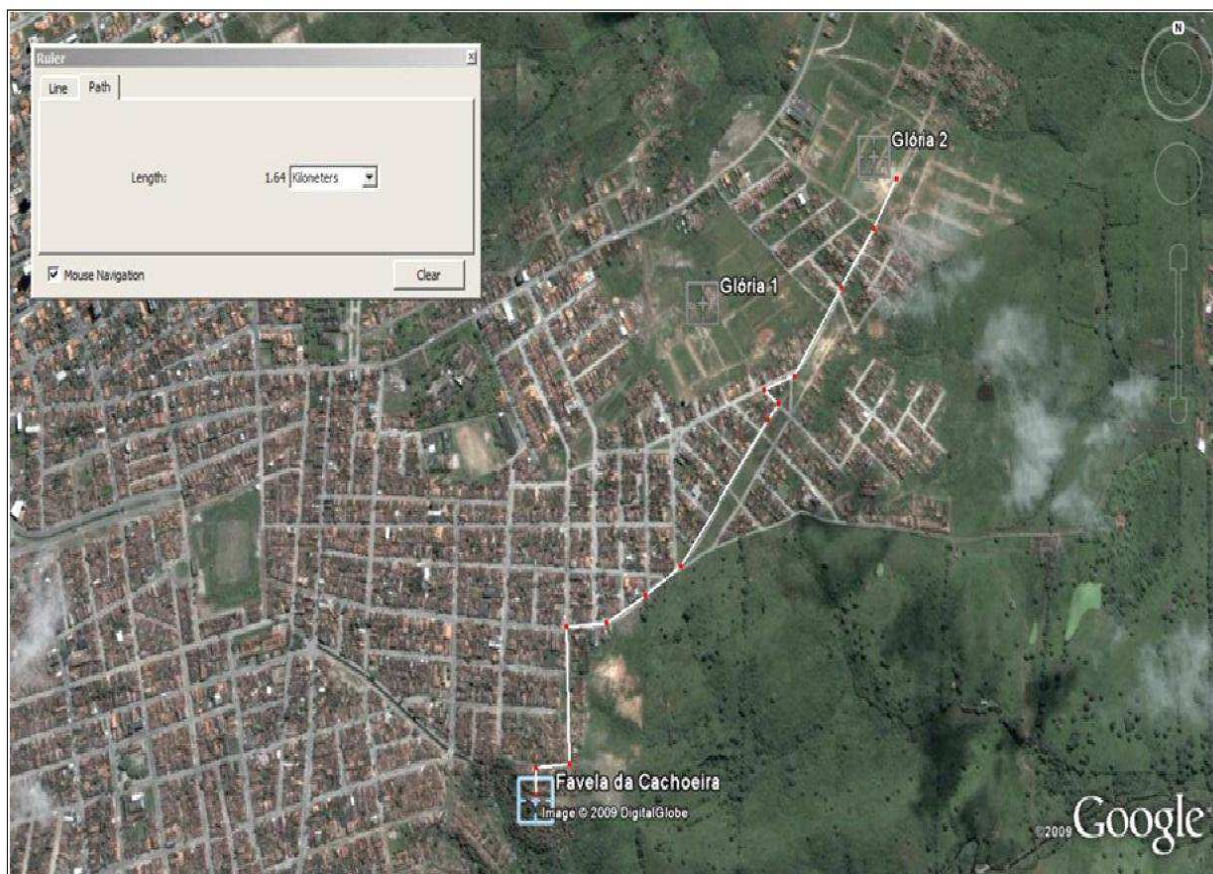 Ruler
Line Path
Length: 1.64 Kilometers
Mouse Navigation Clear
N
Glória 2
Glória 1
Favela da Cachoeira
Image © 2009 DigitalGlobe
©2009 Google